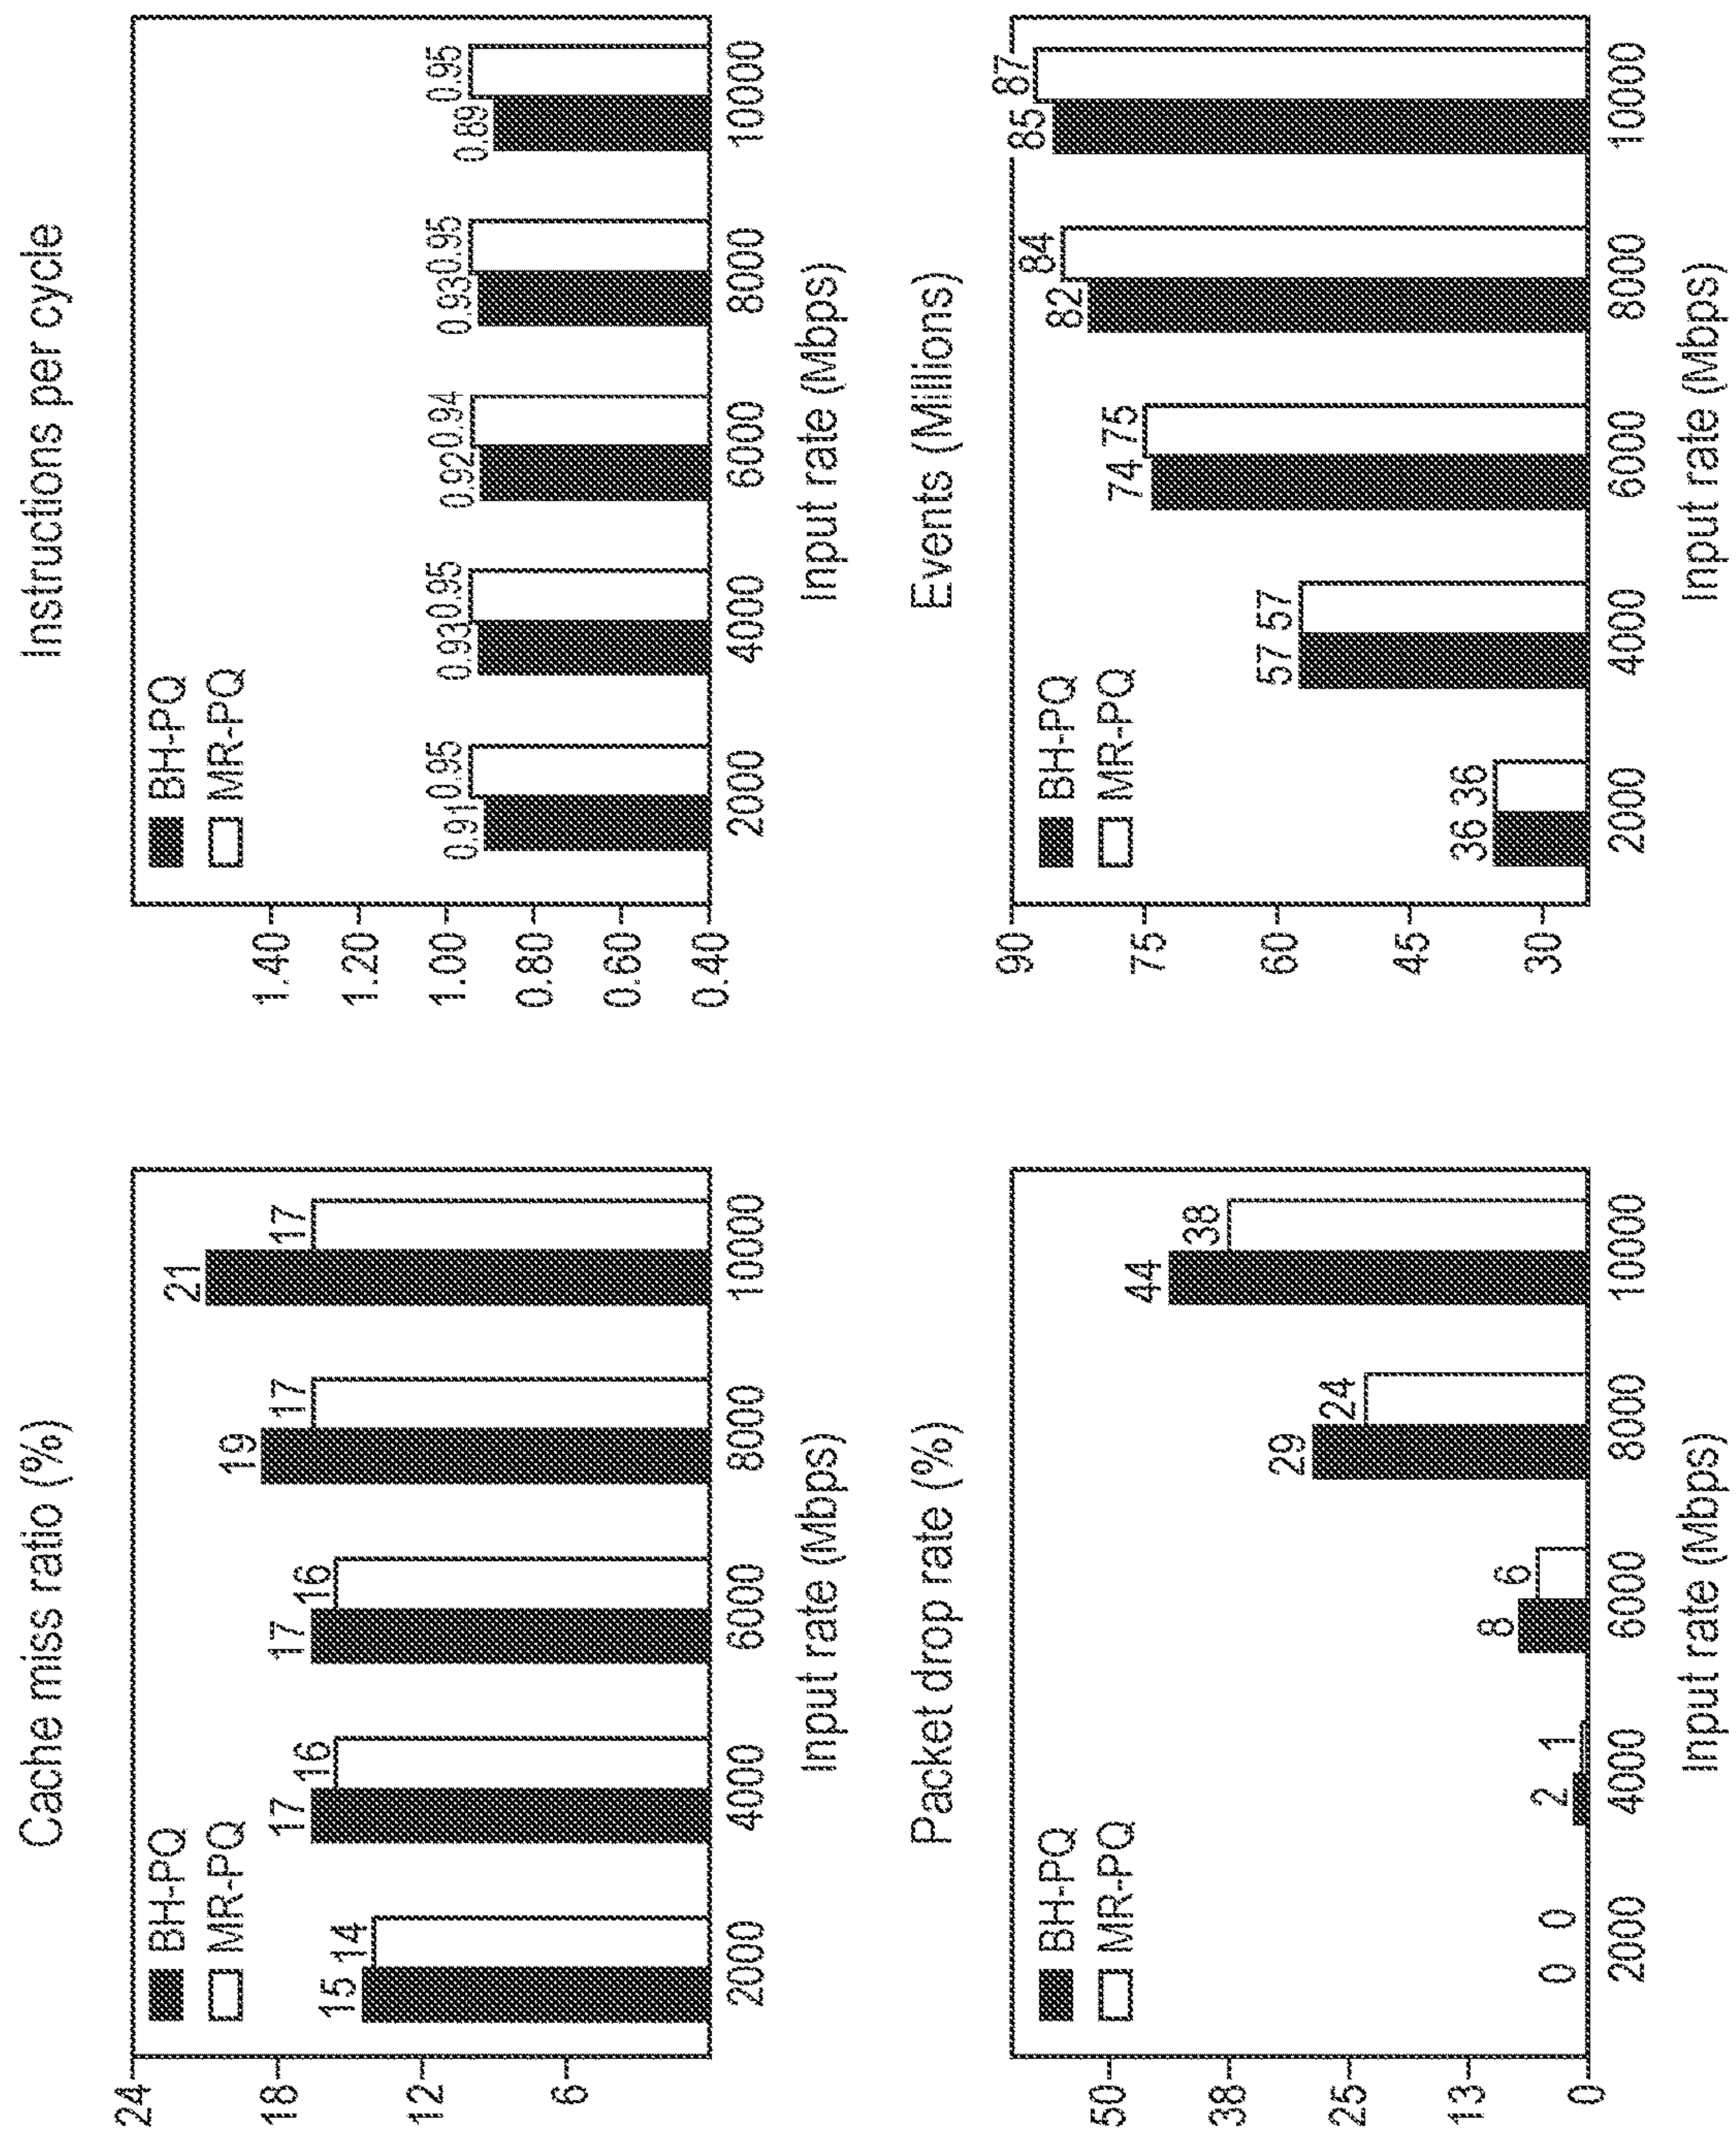 Cache miss ratio (%)
BH-PQ
MR-PQ
24
18
12
6
15 14
17 16
17 16
19 17
21 17
2000 4000 6000 8000 10000
Input rate (Mbps)
Instructions per cycle
BH-PQ
MR-PQ
1.40
1.20
1.00
0.80
0.60
0.40
0.91 0.95
0.93 0.95
0.92 0.94
0.93 0.95
0.89 0.95
2000 4000 6000 8000 10000
Input rate (Mbps)
Packet drop rate (%)
BH-PQ
MR-PQ
50
38
25
13
0
0 0
2 1
8 6
29 24
44 38
2000 4000 6000 8000 10000
Input rate (Mbps)
Events (Millions)
BH-PQ
MR-PQ
90
75
60
45
30
36 36
57 57
74 75
82 84
85 87
2000 4000 6000 8000 10000
Input rate (Mbps)